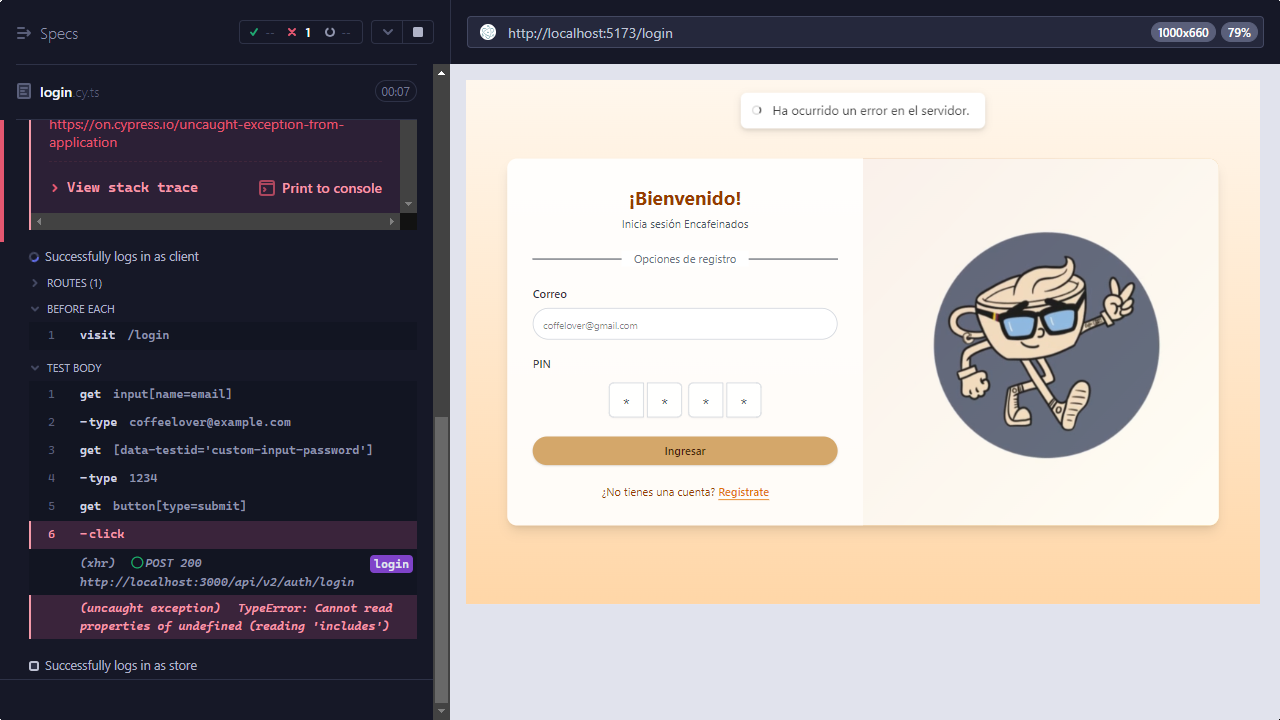 Specs
-- 1 --
http://localhost:5173/login
1000x660
79%
login.cy.ts
00:07
https://on.cypress.io/uncaught-exception-from-
application
View stack trace
Print to console
Successfully logs in as client
ROUTES (1)
BEFORE EACH
1 visit /login
TEST BODY
1 get input[name=email]
2 -type coffeelover@example.com
3 get [data-testid='custom-input-password']
4 -type 1234
5 get button[type=submit]
6 -click
(xhr) POST 200
http://localhost:3000/api/v2/auth/login
login
(uncaught exception) TypeError: Cannot read
properties of undefined (reading 'includes')
Successfully logs in as store
Ha ocurrido un error en el servidor.
¡Bienvenido!
Inicia sesión Encafeinados
Opciones de registro
Correo
coffelover@gmail.com
PIN
* * * *
Ingresar
¿No tienes una cuenta? Registrate